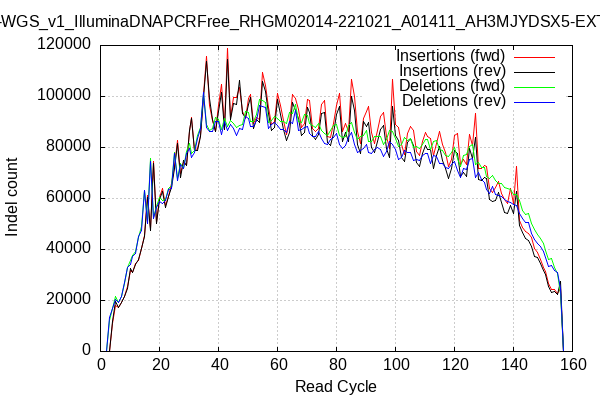 -WGS_v1_IlluminaDNAPCRFree_RHGM02014-221021_A01411_AH3MJYDSX5-EXT
Insertions (fwd)
Insertions (rev)
Deletions (fwd)
Deletions (rev)
Indel count
120000
100000
80000
60000
40000
20000
0
0 20 40 60 80 100 120 140 160
Read Cycle